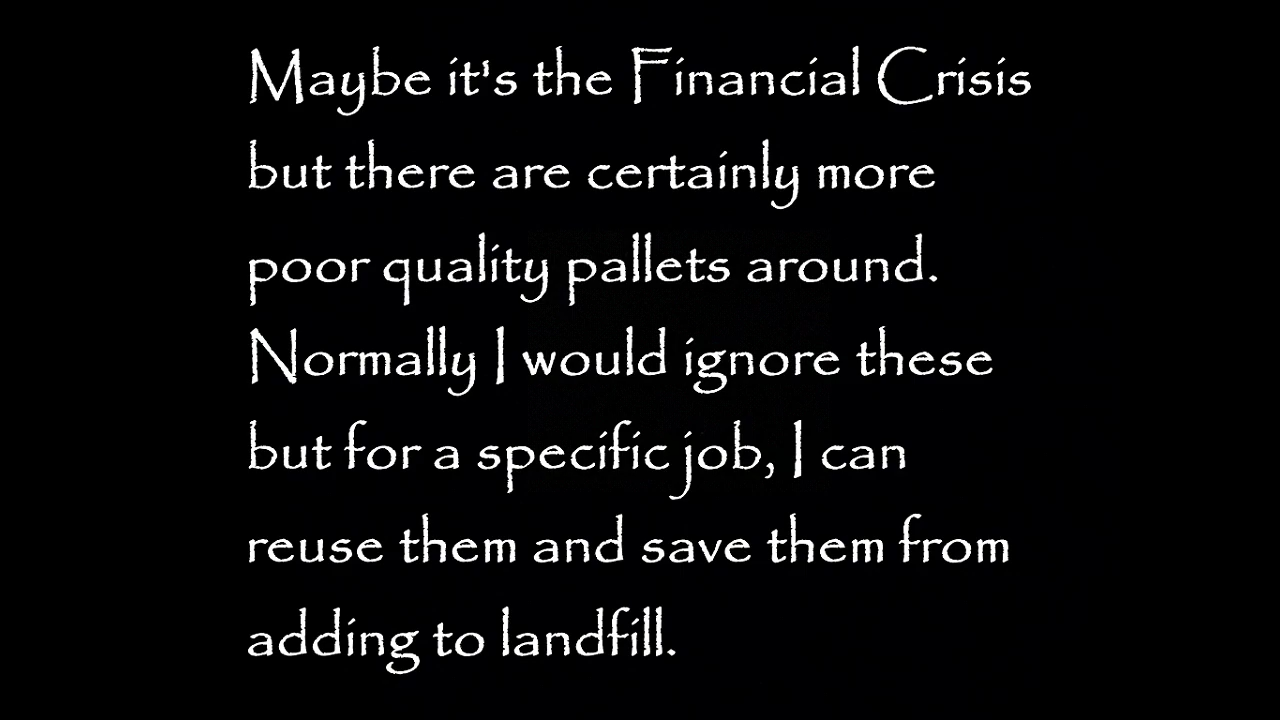 Maybe it's the Financial Crisis
but there are certainly more
poor quality pallets around.
Normally I would ignore these
but for a specific job, I can
reuse them and save them from
adding to landfill.